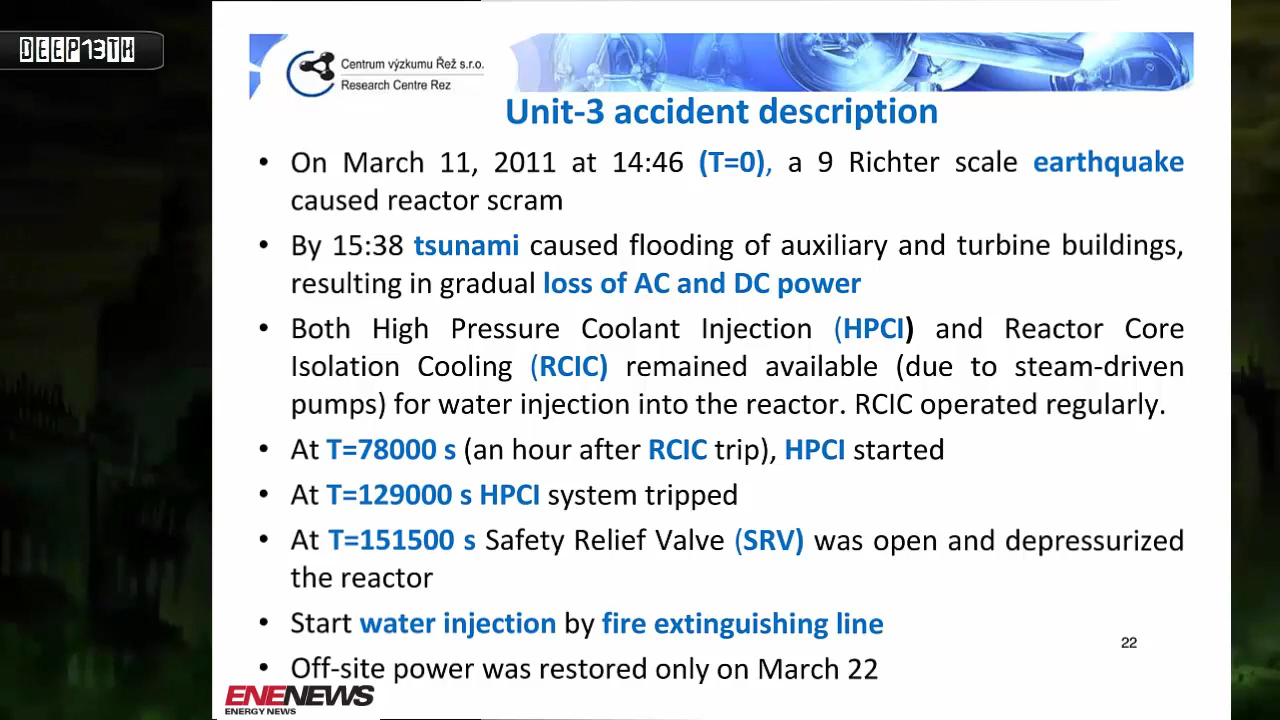 DEEP13TH
Centrum výzkumu Řež s.r.o.
Research Centre Rez
Unit-3 accident description
• On March 11, 2011 at 14:46 (T=0), a 9 Richter scale earthquake
caused reactor scram
• By 15:38 tsunami caused flooding of auxiliary and turbine buildings,
resulting in gradual loss of AC and DC power
• Both High Pressure Coolant Injection (HPCI) and Reactor Core
Isolation Cooling (RCIC) remained available (due to steam-driven
pumps) for water injection into the reactor. RCIC operated regularly.
• At T=78000 s (an hour after RCIC trip), HPCI started
• At T=129000 s HPCI system tripped
• At T=151500 s Safety Relief Valve (SRV) was open and depressurized
the reactor
• Start water injection by fire extinguishing line
22
• Off-site power was restored only on March 22
ENENEWS
ENERGY NEWS